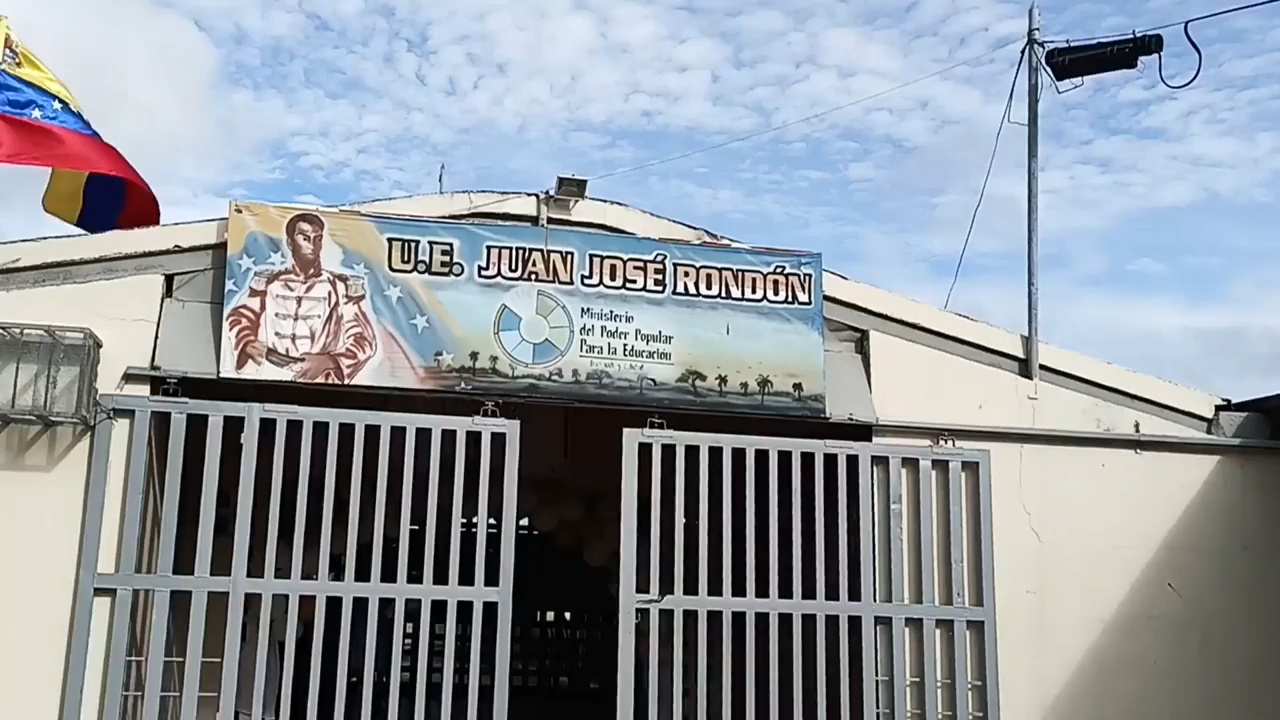 U.E. JUAN JOSÉ RONDÓN
Ministerio
del Poder Popular
Para la Educación